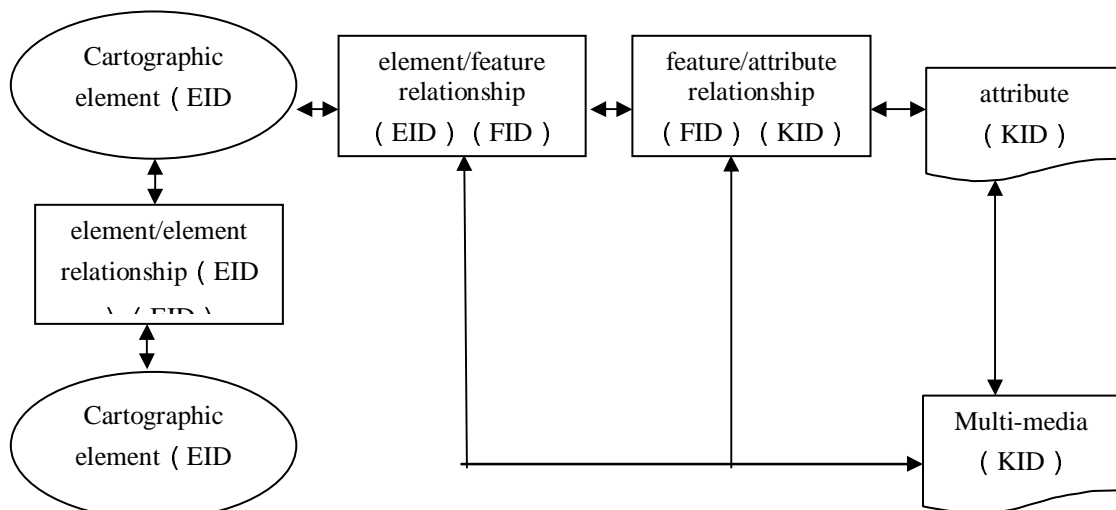 Cartographic
element ( EID
element/feature
relationship
( EID ) ( FID )
feature/attribute
relationship
( FID ) ( KID )
attribute
( KID )
element/element
relationship ( EID
) ( EID )
Cartographic
element ( EID
Multi-media
( KID )